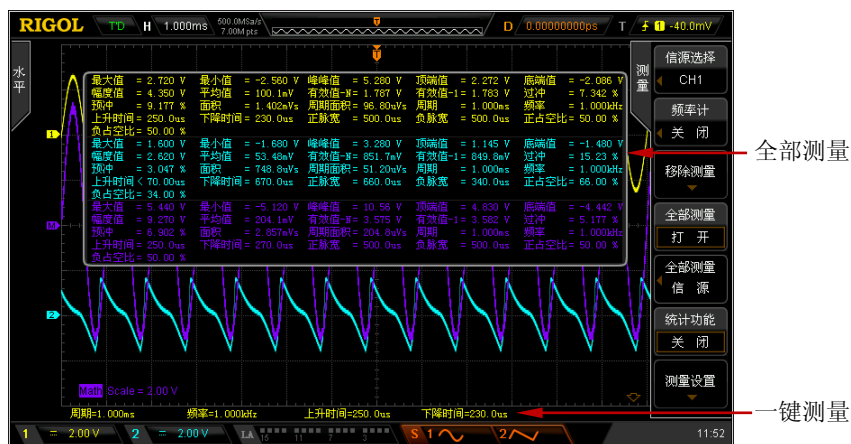 RIGOL T'D H 1.000ms 500.0MSa/s 7.00M pts D 0.00000000ps T 1 -40.0mV
水平
测量
最大值 = 2.720 V 最小值 = -2.560 V 峰峰值 = 5.280 V 顶端值 = 2.272 V 底端值 = -2.086 V
幅度值 = 4.350 V 平均值 = 100.1mV 有效值-N= 1.787 V 有效值-1= 1.783 V 过冲 = 7.342 %
预冲 = 9.177 % 面积 = 1.402mVs 周期面积= 96.80uVs 周期 = 1.000ms 频率 = 1.000kHz
上升时间= 250.0us 下降时间= 230.0us 正脉宽 = 500.0us 负脉宽 = 500.0us 正占空比= 50.00 %
负占空比= 50.00 %
最大值 = 1.600 V 最小值 = -1.680 V 峰峰值 = 3.280 V 顶端值 = 1.145 V 底端值 = -1.480 V
幅度值 = 2.620 V 平均值 = 53.48mV 有效值-N= 851.7mV 有效值-1= 849.8mV 过冲 = 15.23 %
预冲 = 3.047 % 面积 = 748.8uVs 周期面积= 51.20uVs 周期 = 1.000ms 频率 = 1.000kHz
上升时间< 70.00us 下降时间= 670.0us 正脉宽 = 660.0us 负脉宽 = 340.0us 正占空比= 66.00 %
负占空比= 34.00 %
最大值 = 5.440 V 最小值 = -5.120 V 峰峰值 = 10.56 V 顶端值 = 4.830 V 底端值 = -4.442 V
幅度值 = 9.270 V 平均值 = 204.1mV 有效值-N= 3.575 V 有效值-1= 3.562 V 过冲 = 5.177 %
预冲 = 6.902 % 面积 = 2.857mVs 周期面积= 204.8uVs 周期 = 1.000ms 频率 = 1.000kHz
上升时间= 250.0us 下降时间= 270.0us 正脉宽 = 500.0us 负脉宽 = 500.0us 正占空比= 50.00 %
负占空比= 50.00 %
信源选择
CH1
频率计
关 闭
移除测量
全部测量
打 开
全部测量
信 源
统计功能
关 闭
测量设置
全部测量
一键测量
1
M
2
T
Math Scale = 2.00 V
周期=1.000ms 频率=1.000kHz 上升时间=250.0us 下降时间=230.0us
1 = 2.00 V 2 = 2.00 V LA 15 11 7 3 S 1 2 11:52